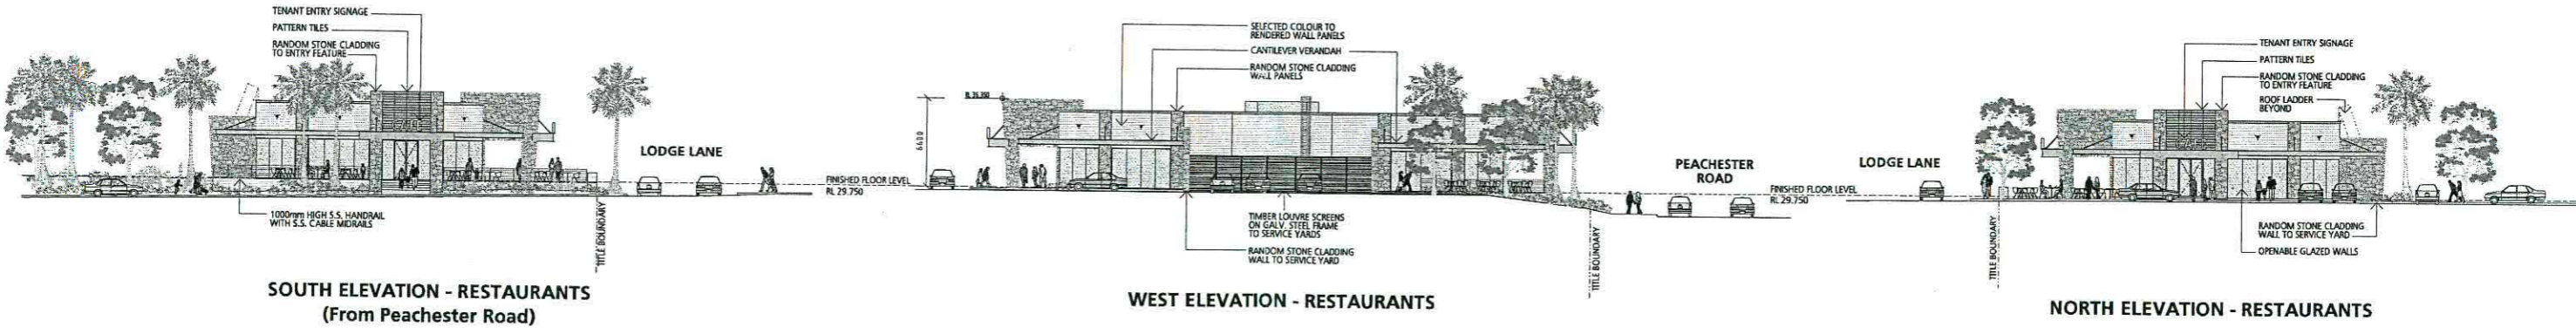 TENANT ENTRY SIGNAGE
PATTERN TILES
RANDOM STONE CLADDING
TO ENTRY FEATURE
LODGE LANE
1000mm HIGH S.S. HANDRAIL
WITH S.S. CABLE MIDRAILS
TITLE BOUNDARY
SOUTH ELEVATION - RESTAURANTS
(From Peachester Road)
SELECTED COLOUR TO
RENDERED WALL PANELS
CANTILEVER VERANDAH
RANDOM STONE CLADDING
WALL PANELS
6600
FINISHED FLOOR LEVEL
RL 29.750
PEACHESTER
ROAD
TIMBER LOUVRE SCREENS
ON GALV. STEEL FRAME
TO SERVICE YARDS
RANDOM STONE CLADDING
WALL TO SERVICE YARD
TITLE BOUNDARY
WEST ELEVATION - RESTAURANTS
TENANT ENTRY SIGNAGE
PATTERN TILES
RANDOM STONE CLADDING
TO ENTRY FEATURE
ROOF LADDER
BEYOND
LODGE LANE
FINISHED FLOOR LEVEL
RL 29.750
RANDOM STONE CLADDING
WALL TO SERVICE YARD
OPENABLE GLAZED WALLS
TITLE BOUNDARY
NORTH ELEVATION - RESTAURANTS